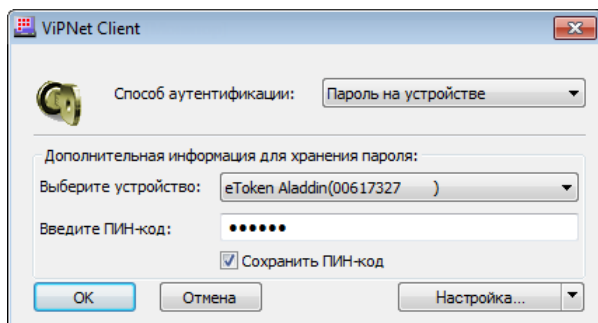 ViPNet Client
Способ аутентификации: Пароль на устройстве
Дополнительная информация для хранения пароля:
Выберите устройство: eToken Aladdin(00617327 )
Введите ПИН-код: ••••••
Сохранить ПИН-код
OK Отмена Настройка...